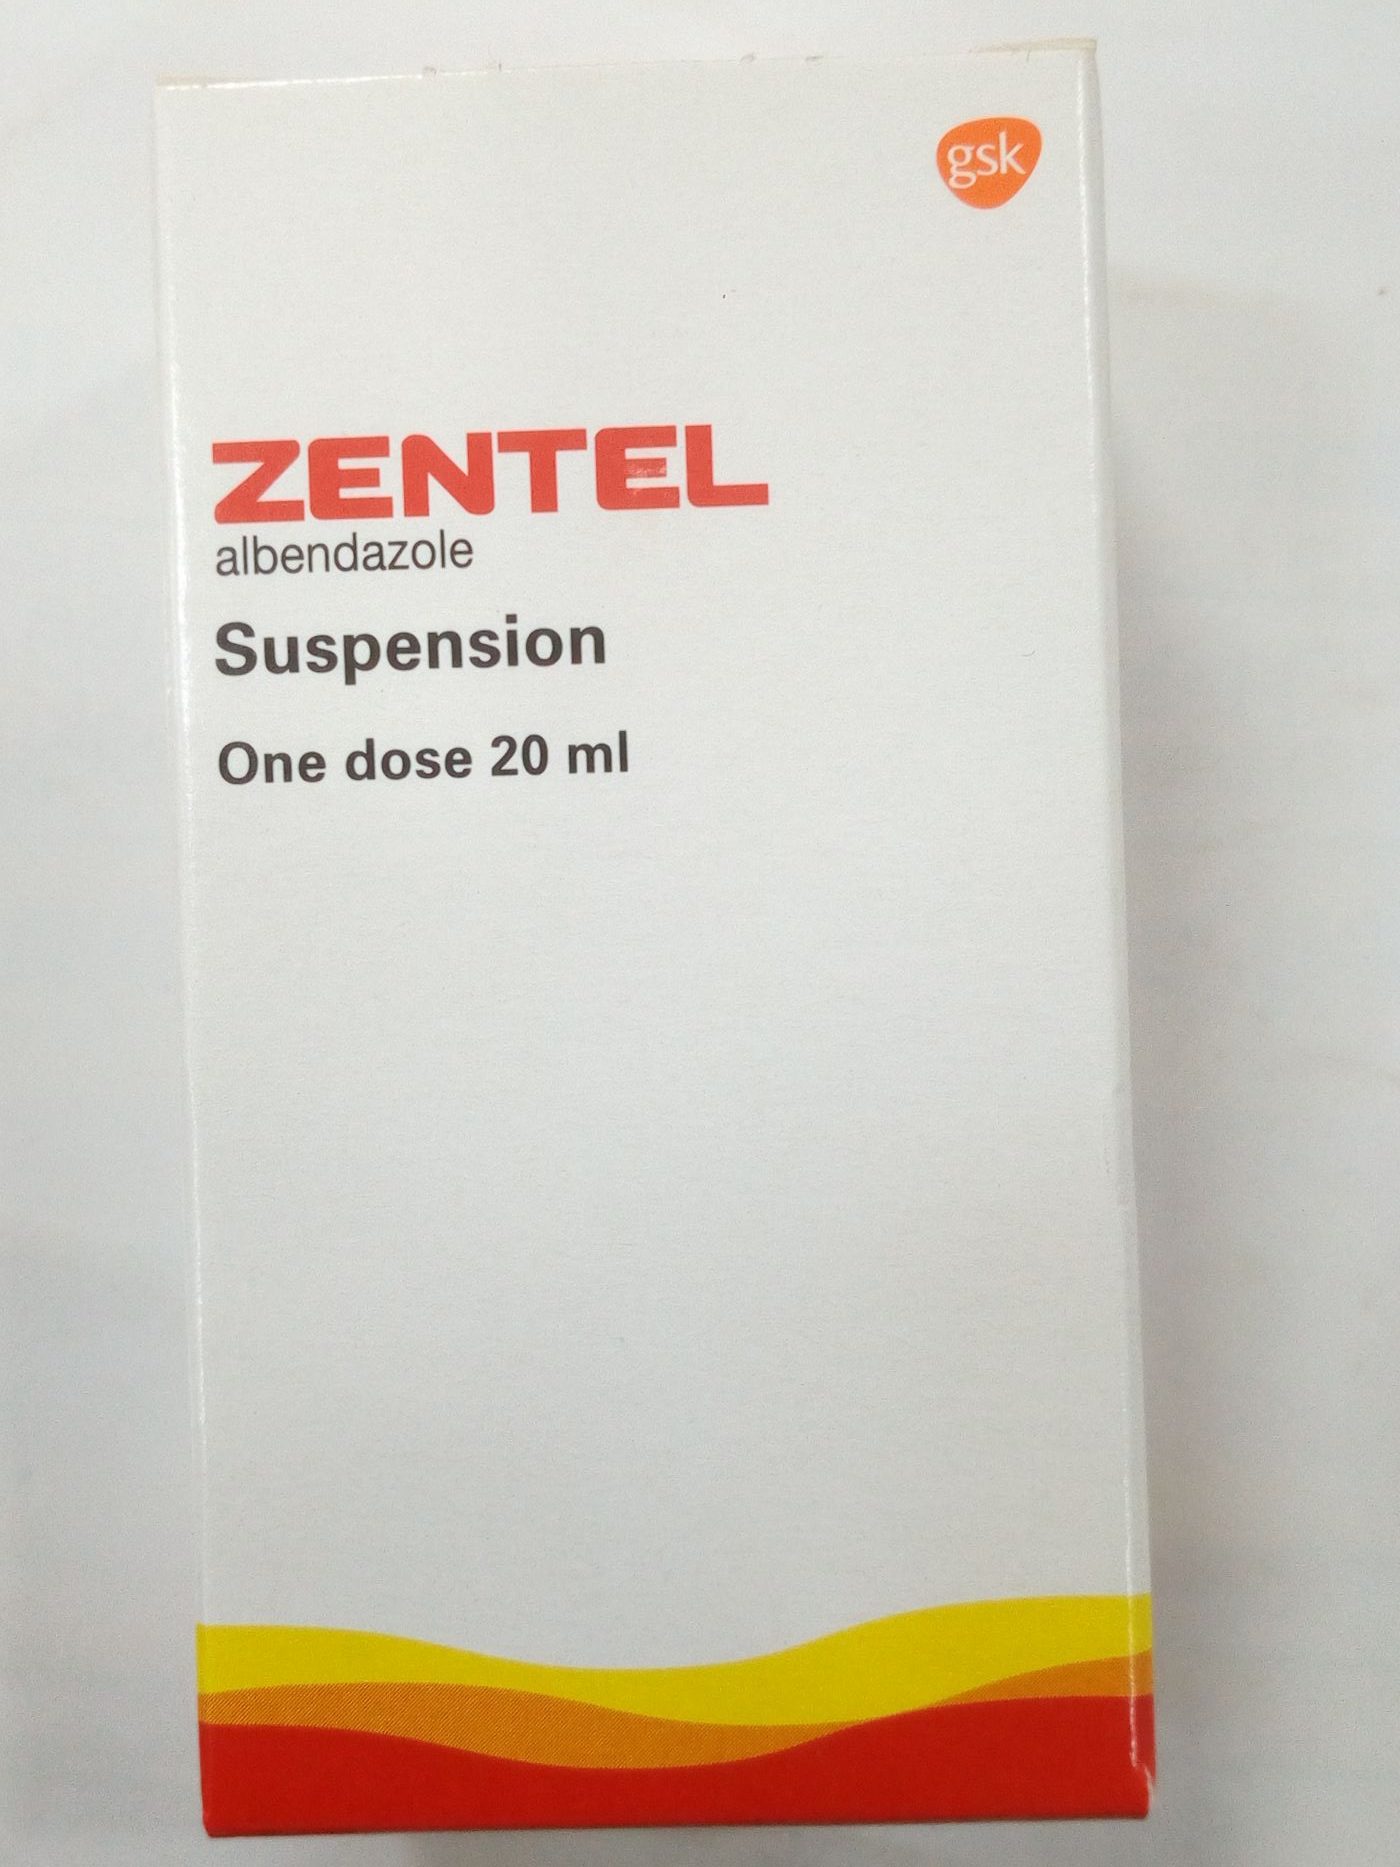 gsk
ZENTEL
albendazole
Suspension
One dose 20 ml